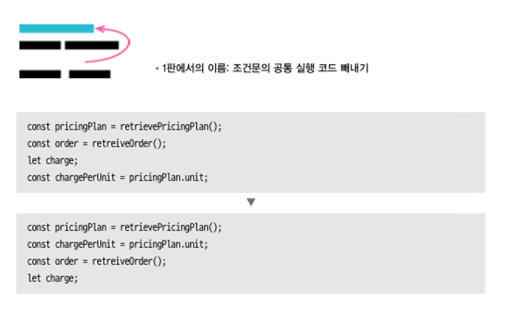 • 1판에서의 이름: 조건문의 공통 실행 코드 빼내기
const pricingPlan = retrievePricingPlan();
const order = retreiveOrder();
let charge;
const chargePerUnit = pricingPlan.unit;
▼
const pricingPlan = retrievePricingPlan();
const chargePerUnit = pricingPlan.unit;
const order = retreiveOrder();
let charge;